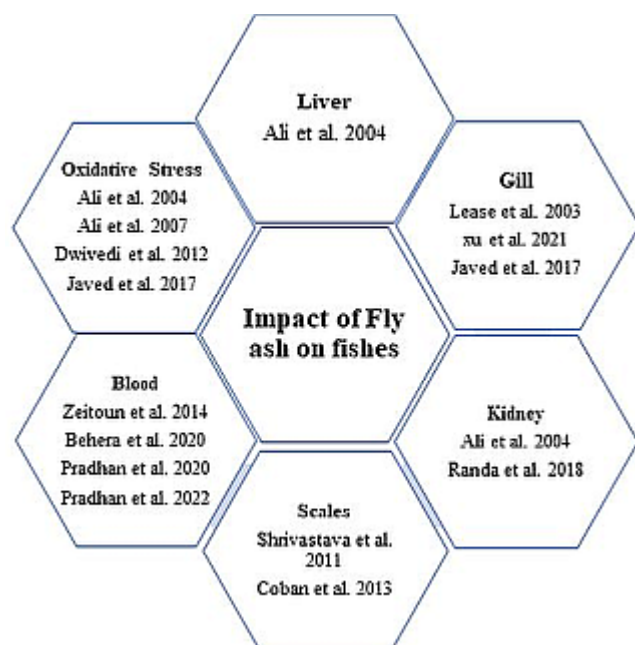 Liver
Ali et al. 2004
Oxidative Stress
Ali et al. 2004
Ali et al. 2007
Dwivedi et al. 2012
Javed et al. 2017
Gill
Lease et al. 2003
xu et al. 2021
Javed et al. 2017
Impact of Fly
ash on fishes
Blood
Zeitoun et al. 2014
Behera et al. 2020
Pradhan et al. 2020
Pradhan et al. 2022
Kidney
Ali et al. 2004
Randa et al. 2018
Scales
Shrivastava et al.
2011
Coban et al. 2013